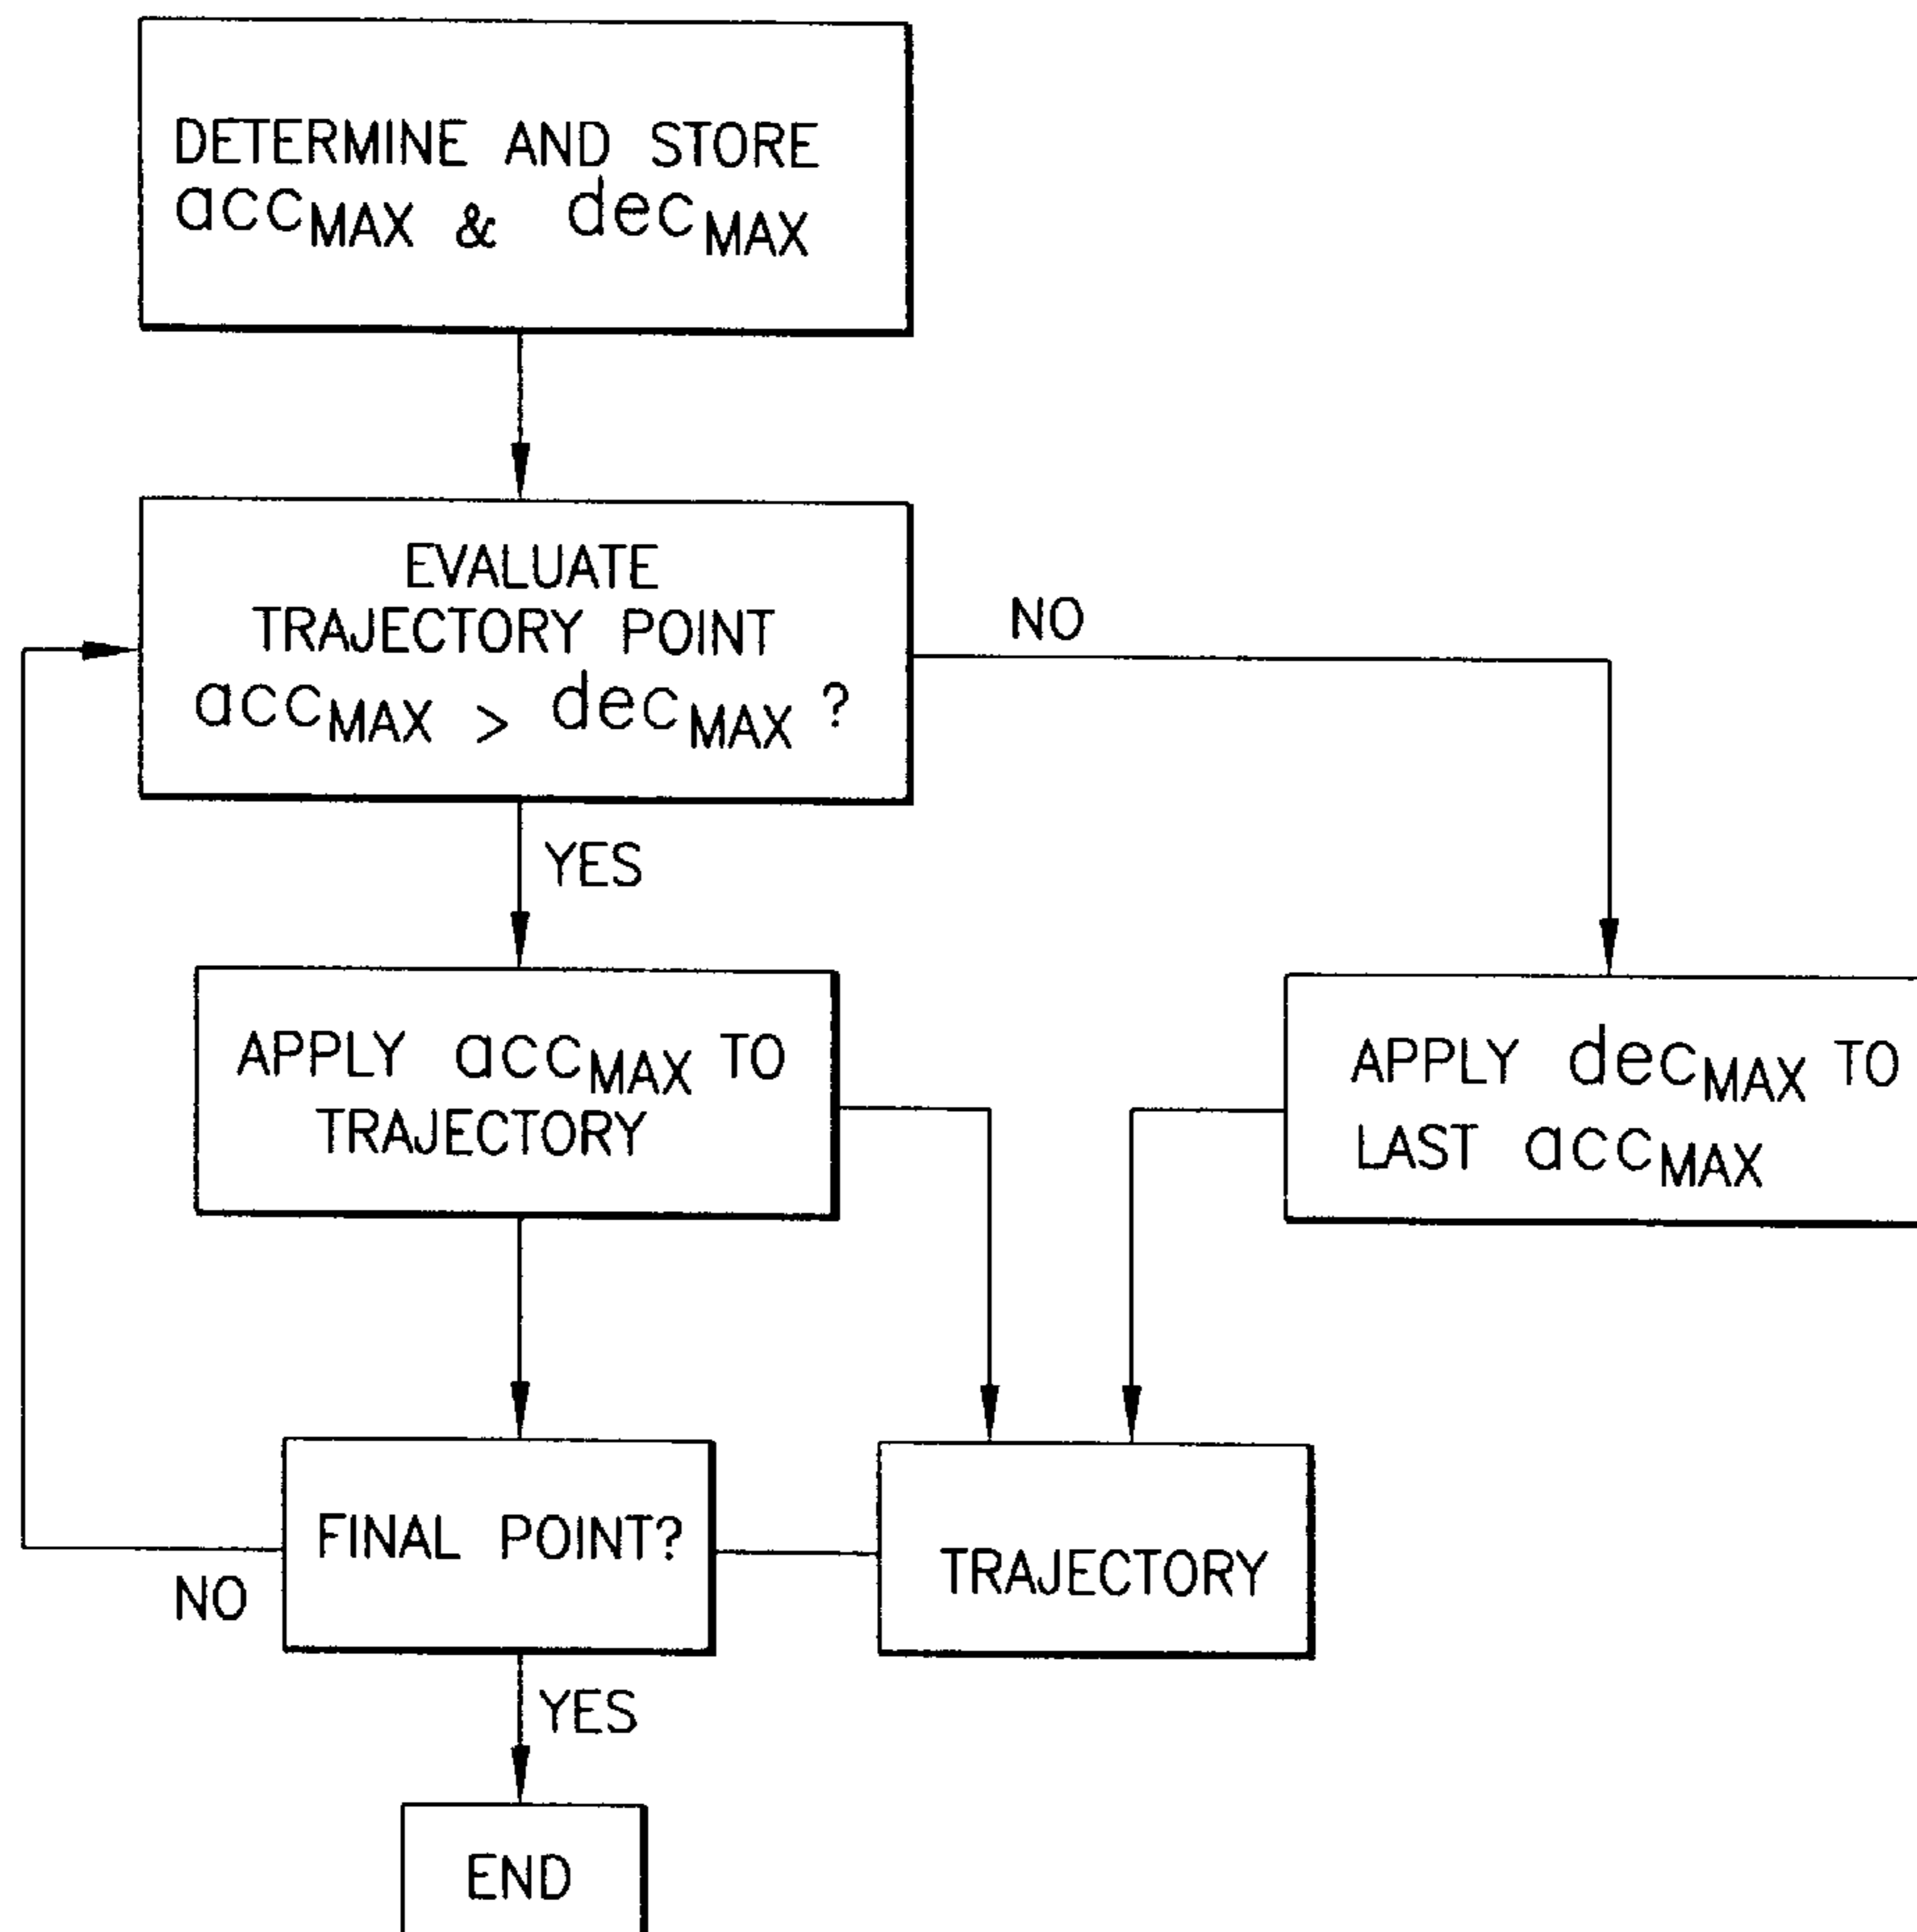 DETERMINE AND STORE
accMAX & decMAX
EVALUATE
TRAJECTORY POINT
accMAX > decMAX ?
NO
YES
APPLY accMAX TO
TRAJECTORY
APPLY decMAX TO
LAST accMAX
FINAL POINT?
TRAJECTORY
NO
YES
END